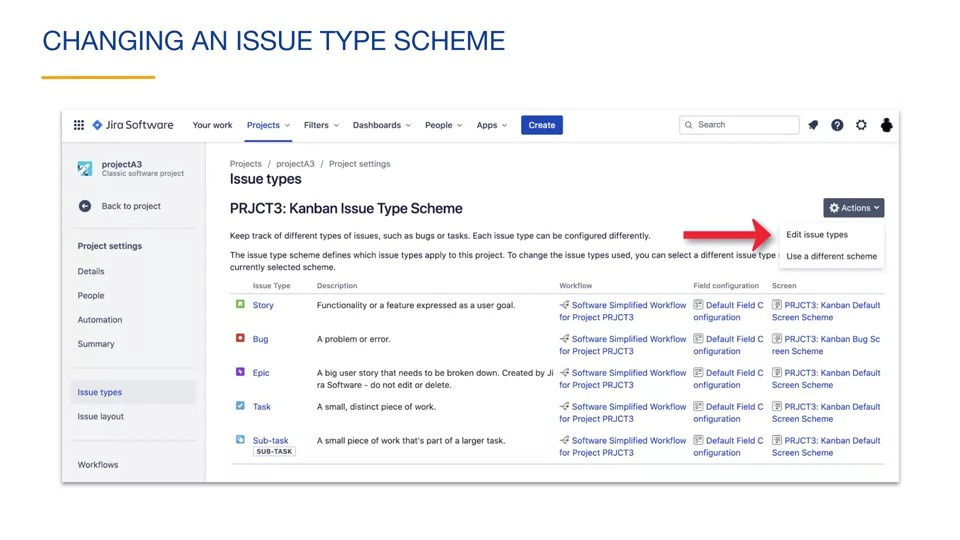 CHANGING AN ISSUE TYPE SCHEME
Jira Software Your work Projects Filters Dashboards People Apps Create Search
projectA3
Classic software project
Back to project
Project settings
Details
People
Automation
Summary
Issue types
Issue layout
Workflows
Projects / projectA3 / Project settings
Issue types
PRJCT3: Kanban Issue Type Scheme
Actions
Edit issue types
Use a different scheme
Keep track of different types of issues, such as bugs or tasks. Each issue type can be configured differently.
The issue type scheme defines which issue types apply to this project. To change the issue types used, you can select a different issue type
currently selected scheme.
Issue Type Description Workflow Field configuration Screen
Story Functionality or a feature expressed as a user goal. Software Simplified Workflow Default Field C PRJCT3: Kanban Default
for Project PRJCT3 onfiguration Screen Scheme
Bug A problem or error. Software Simplified Workflow Default Field C PRJCT3: Kanban Bug Sc
for Project PRJCT3 onfiguration reen Scheme
Epic A big user story that needs to be broken down. Created by Ji Software Simplified Workflow Default Field C PRJCT3: Kanban Default
ra Software - do not edit or delete. for Project PRJCT3 onfiguration Screen Scheme
Task A small, distinct piece of work. Software Simplified Workflow Default Field C PRJCT3: Kanban Default
for Project PRJCT3 onfiguration Screen Scheme
Sub-task A small piece of work that's part of a larger task. Software Simplified Workflow Default Field C PRJCT3: Kanban Default
SUB-TASK for Project PRJCT3 onfiguration Screen Scheme